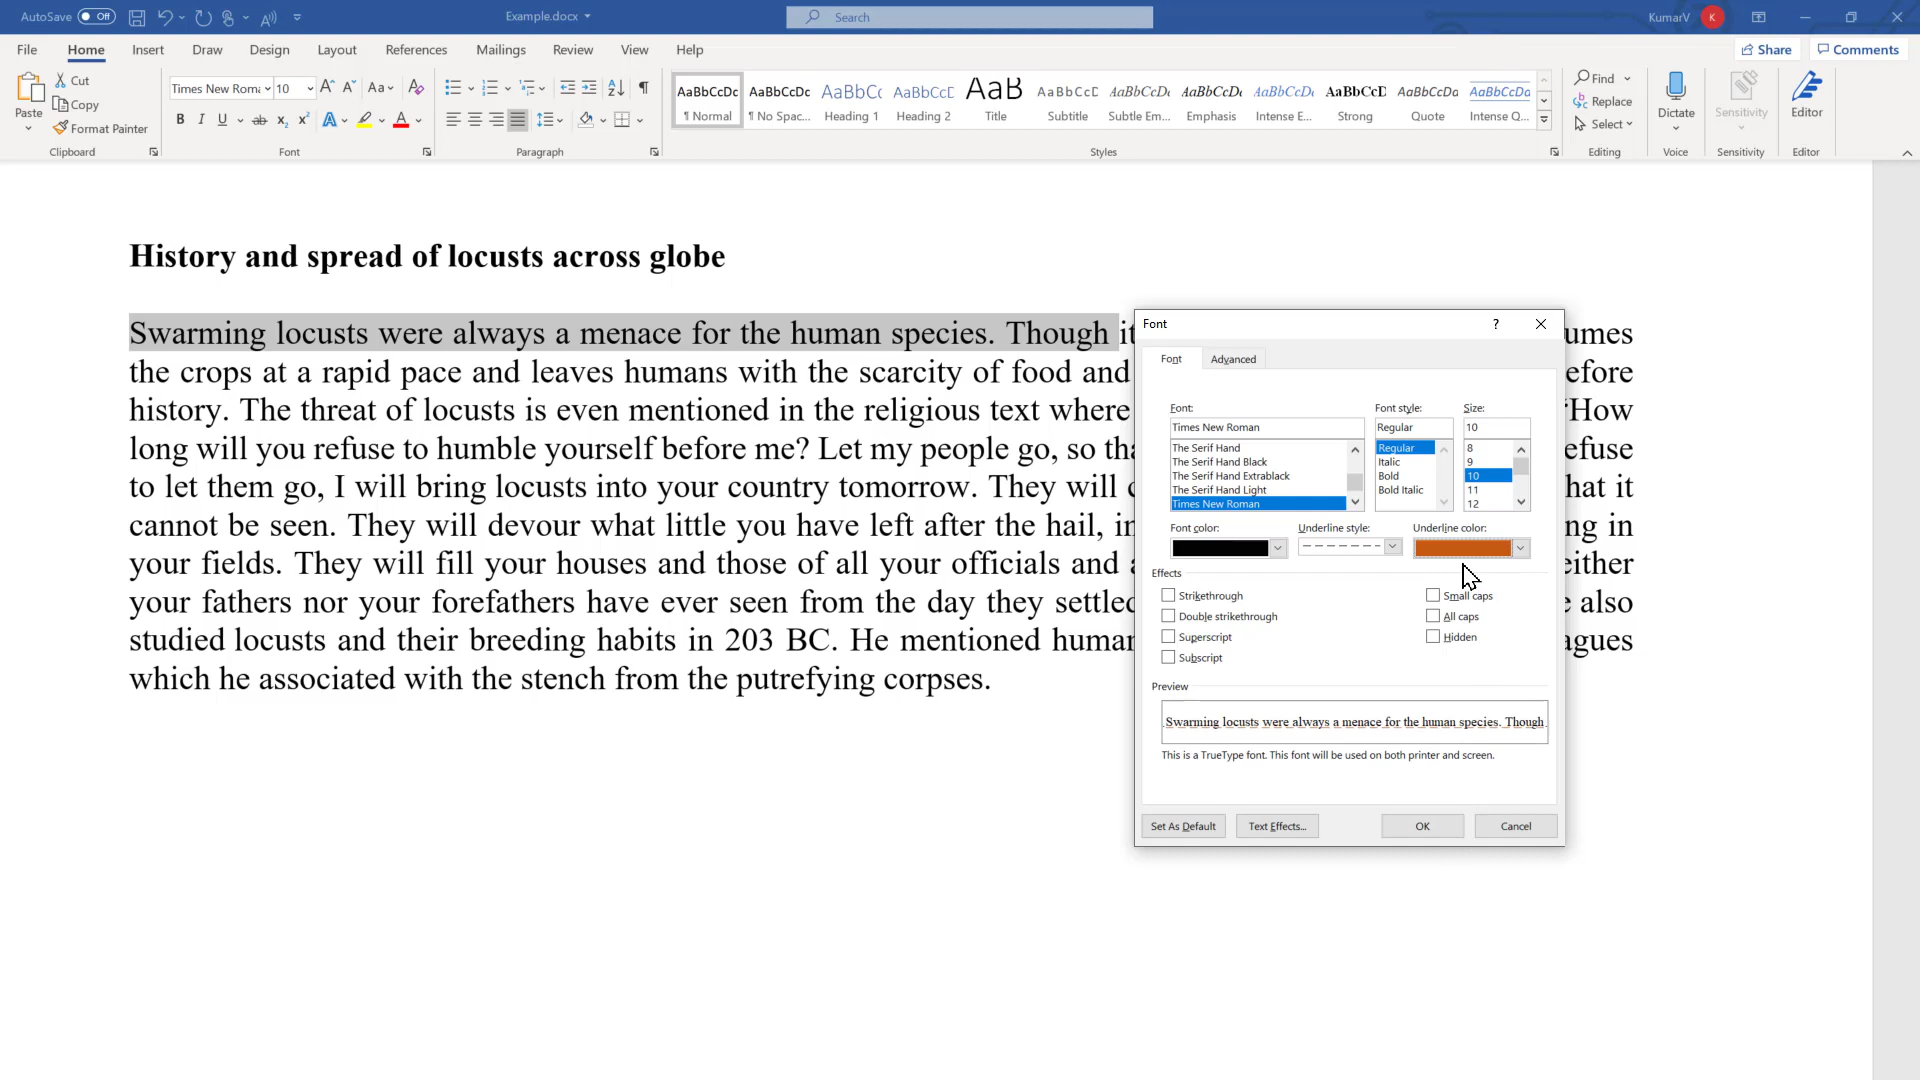 AutoSave Off
Example.docx
Search
KumarV K
File Home Insert Draw Design Layout References Mailings Review View Help
Share Comments
Paste
Cut
Copy
Format Painter
Clipboard
Times New Roma 10
Font
Paragraph
AaBbCcDc AaBbCcDc AaBbCc AaBbCcC AaB AaBbCcC AaBbCcDc AaBbCcDc AaBbCcDc AaBbCcD AaBbCcDc AaBbCcDc
¶ Normal ¶ No Spac... Heading 1 Heading 2 Title Subtitle Subtle Em... Emphasis Intense E... Strong Quote Intense Q...
Styles
Find
Replace
Select
Editing
Dictate
Voice
Sensitivity
Sensitivity
Editor
Editor
History and spread of locusts across globe
Swarming locusts were always a menace for the human species. Though it umes
the crops at a rapid pace and leaves humans with the scarcity of food and efore
history. The threat of locusts is even mentioned in the religious text where “How
long will you refuse to humble yourself before me? Let my people go, so tha efuse
to let them go, I will bring locusts into your country tomorrow. They will c hat it
cannot be seen. They will devour what little you have left after the hail, in ng in
your fields. They will fill your houses and those of all your officials and a either
your fathers nor your forefathers have ever seen from the day they settled e also
studied locusts and their breeding habits in 203 BC. He mentioned human agues
which he associated with the stench from the putrefying corpses.
Font
Font Advanced
Font: Font style: Size:
Times New Roman Regular 10
The Serif Hand Regular 8
The Serif Hand Black Italic 9
The Serif Hand Extrablack Bold 10
The Serif Hand Light Bold Italic 11
Times New Roman 12
Font color: Underline style: Underline color:
Effects
Strikethrough Small caps
Double strikethrough All caps
Superscript Hidden
Subscript
Preview
Swarming locusts were always a menace for the human species. Though
This is a TrueType font. This font will be used on both printer and screen.
Set As Default Text Effects... OK Cancel